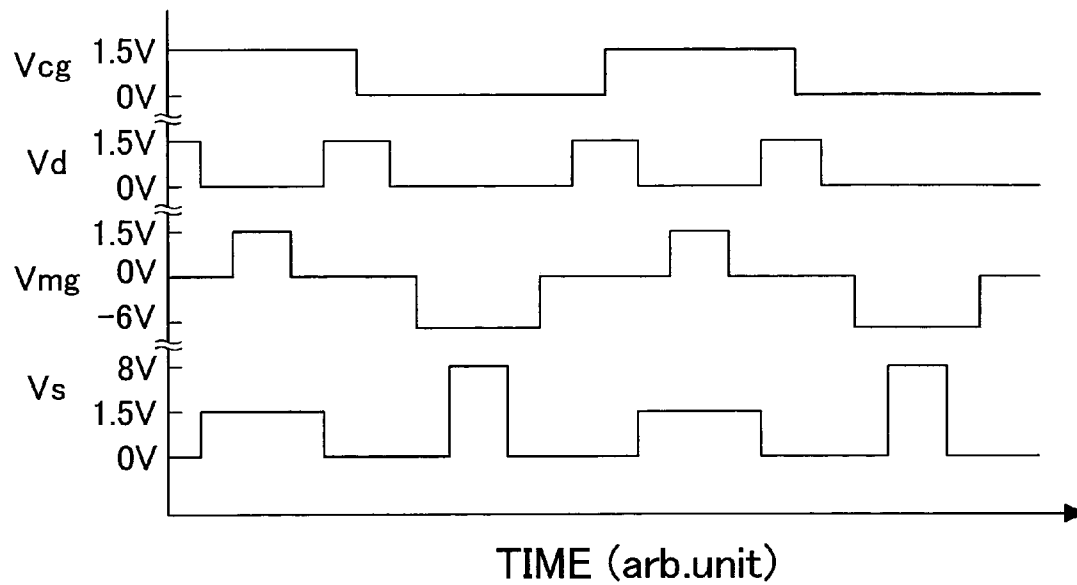 Vcg 1.5V
0V
Vd 1.5V
0V
Vmg 1.5V
0V
-6V
Vs 8V
1.5V
0V
TIME (arb.unit)